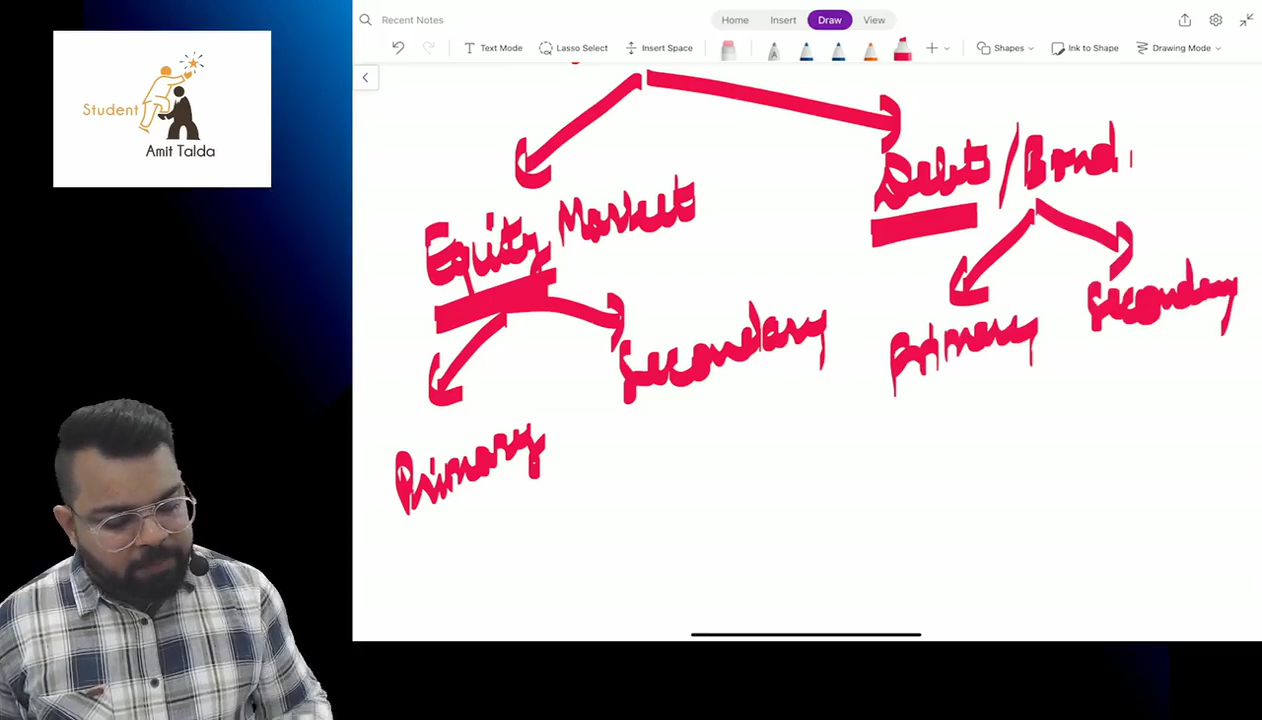 Recent Notes
Home Insert Draw View
Text Mode Lasso Select Insert Space Shapes Ink to Shape Drawing Mode
Student
Amit Talda
Equity Market
Debt / Bond
Primary
Secondary
Primary
Secondary